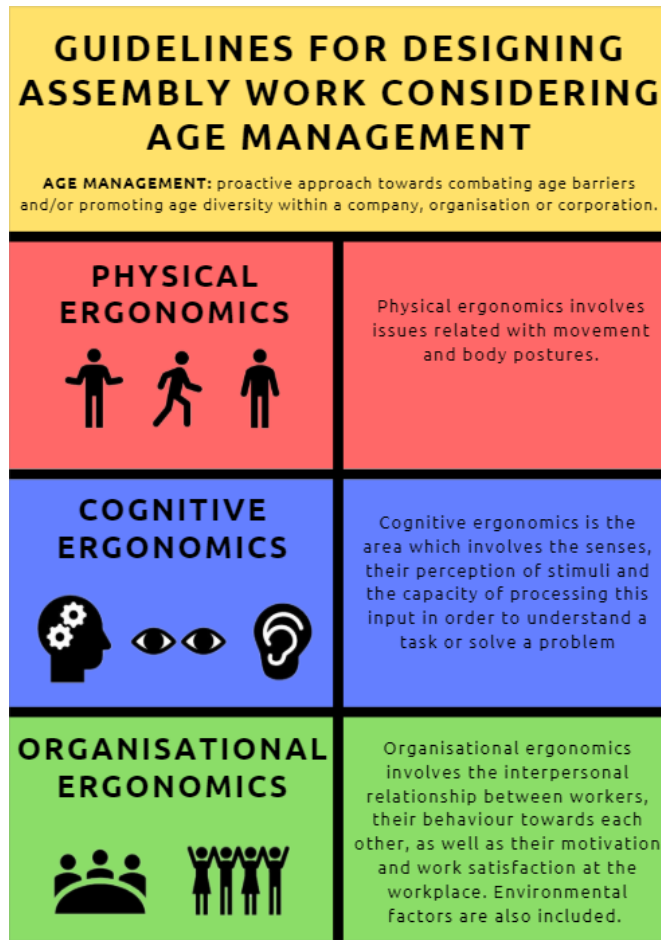 GUIDELINES FOR DESIGNING
ASSEMBLY WORK CONSIDERING
AGE MANAGEMENT
AGE MANAGEMENT: proactive approach towards combating age barriers
and/or promoting age diversity within a company, organisation or corporation.
PHYSICAL
ERGONOMICS
Physical ergonomics involves
issues related with movement
and body postures.
COGNITIVE
ERGONOMICS
Cognitive ergonomics is the
area which involves the senses,
their perception of stimuli and
the capacity of processing this
input in order to understand a
task or solve a problem
ORGANISATIONAL
ERGONOMICS
Organisational ergonomics
involves the interpersonal
relationship between workers,
their behaviour towards each
other, as well as their motivation
and work satisfaction at the
workplace. Environmental
factors are also included.